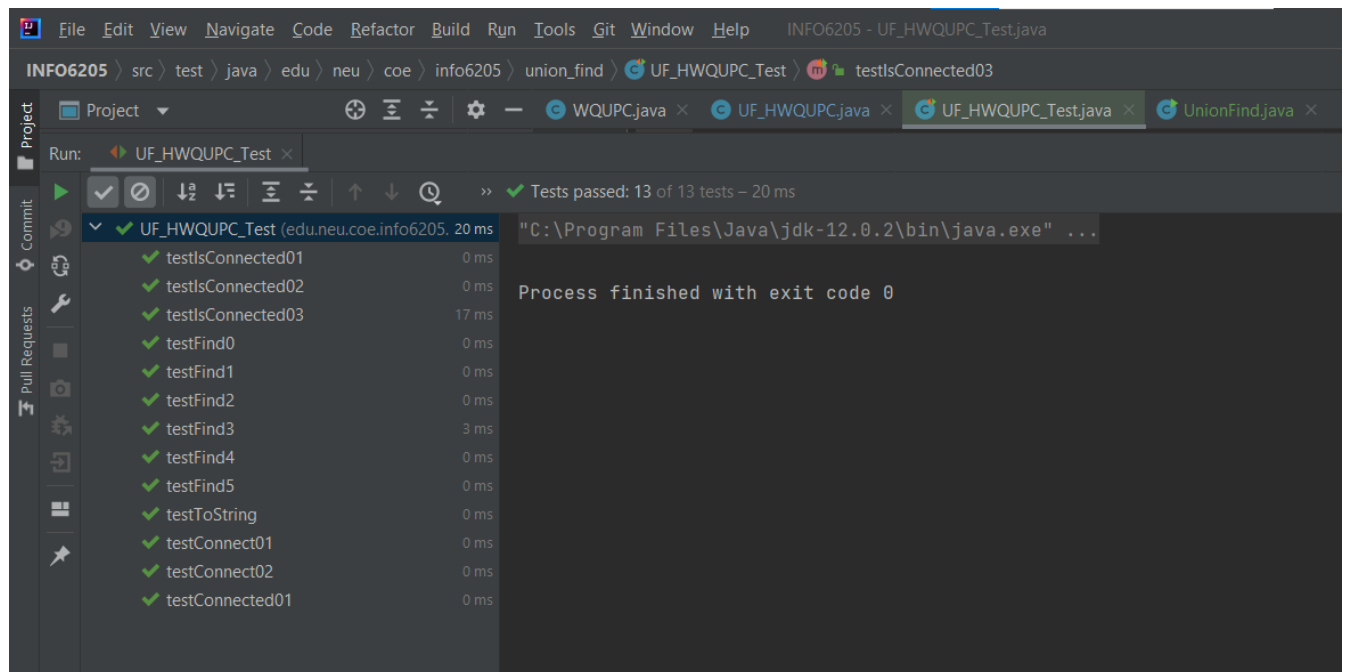 File Edit View Navigate Code Refactor Build Run Tools Git Window Help INFO6205 - UF_HWQUPC_Test.java
INFO6205 〉 src 〉 test 〉 java 〉 edu 〉 neu 〉 coe 〉 info6205 〉 union_find 〉 UF_HWQUPC_Test 〉 testIsConnected03
Project
Project WQUPC.java × UF_HWQUPC.java × UF_HWQUPC_Test.java × UnionFind.java ×
Run: UF_HWQUPC_Test ×
Commit
Pull Requests
» Tests passed: 13 of 13 tests – 20 ms
UF_HWQUPC_Test (edu.neu.coe.info6205. 20 ms
testIsConnected01 0 ms
testIsConnected02 0 ms
testIsConnected03 17 ms
testFind0 0 ms
testFind1 0 ms
testFind2 0 ms
testFind3 3 ms
testFind4 0 ms
testFind5 0 ms
testToString 0 ms
testConnect01 0 ms
testConnect02 0 ms
testConnected01 0 ms
"C:\Program Files\Java\jdk-12.0.2\bin\java.exe" ...
Process finished with exit code 0